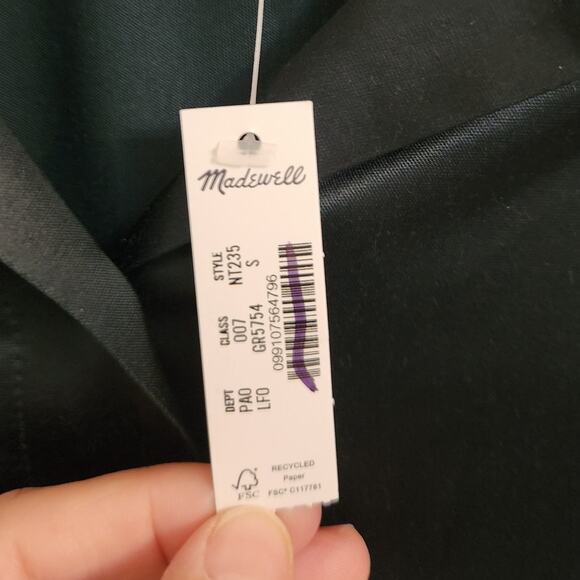 Madewell
DEPT CLASS STYLE
PA0 007 NT235
LF0 GR5754 S
099107564796
FSC
RECYCLED
Paper
FSC® C117761